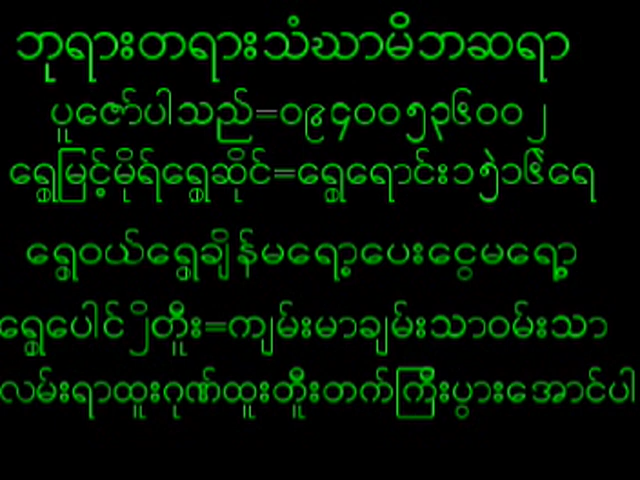 ဘုရားတရားသံဃာမိဘဆရာ
ပူဇော်ပါသည်=၀၉၄၀၀၅၃၆၀၀၂
ရွှေမြင့်မိုရ်ရွှေဆိုင်=ရွှေရောင်း၁၅ဲ၁၆ဲရေ
ရွှေဝယ်ရွှေချိန်မရော့ပေးငွေမရော့
ရွှေပေါင်၂ိတိူး=ကျမ်းမာချမ်းသာဝမ်းသာ
လမ်းရာထူးဂုဏ်ထူးတိူးတက်ကြီးပွားအောင်ပါ